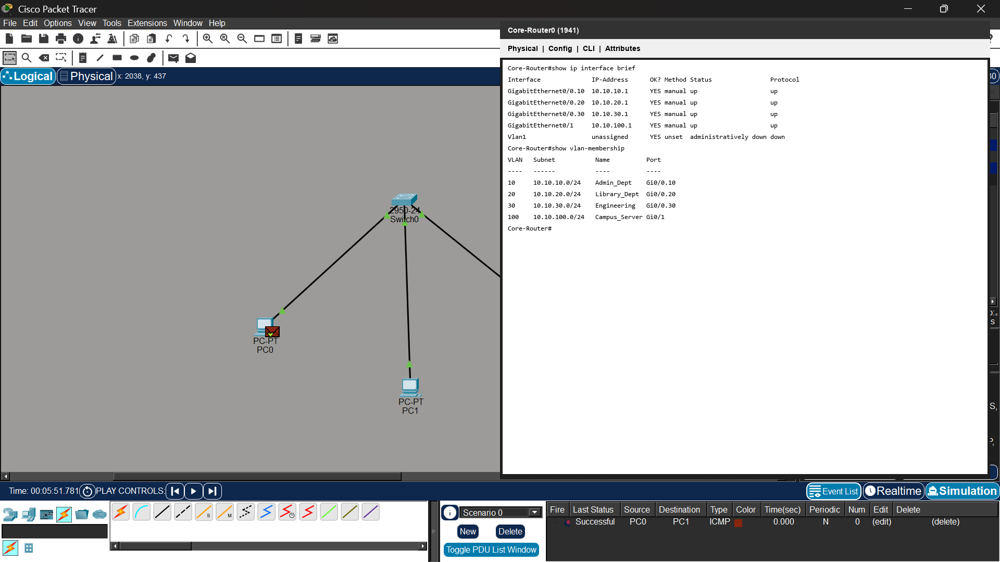 Cisco Packet Tracer
File Edit Options View Tools Extensions Window Help
Logical Physical x: 2038, y: 437
2950-24
Switch0
PC-PT
PC0
PC-PT
PC1
Core-Router0 (1941)
Physical | Config | CLI | Attributes
Core-Router#show ip interface brief
Interface IP-Address OK? Method Status Protocol
GigabitEthernet0/0.10 10.10.10.1 YES manual up up
GigabitEthernet0/0.20 10.10.20.1 YES manual up up
GigabitEthernet0/0.30 10.10.30.1 YES manual up up
GigabitEthernet0/1 10.10.100.1 YES manual up up
Vlan1 unassigned YES unset administratively down down
Core-Router#show vlan-membership
VLAN Subnet Name Port
---- ------ ---- ----
10 10.10.10.0/24 Admin_Dept Gi0/0.10
20 10.10.20.0/24 Library_Dept Gi0/0.20
30 10.10.30.0/24 Engineering Gi0/0.30
100 10.10.100.0/24 Campus_Server Gi0/1
Core-Router#
Time: 00:05:51.781 PLAY CONTROLS:
Event List Realtime Simulation
S M
Scenario 0
New Delete
Toggle PDU List Window
Fire Last Status Source Destination Type Color Time(sec) Periodic Num Edit Delete
Successful PC0 PC1 ICMP 0.000 N 0 (edit) (delete)